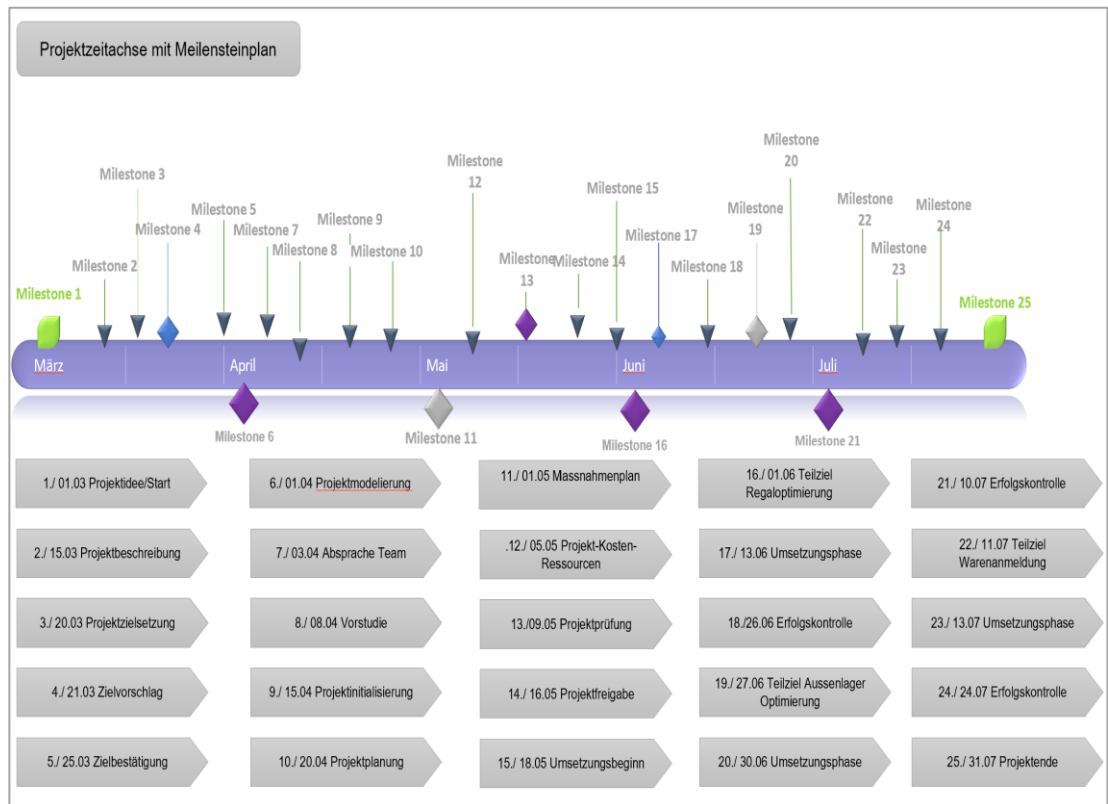 Projektzeitachse mit Meilensteinplan
Milestone
20
Milestone
12
Milestone 3
Milestone 15
Milestone 5
Milestone 9
Milestone
22
Milestone
24
Milestone 4
Milestone 7
Milestone
19
Milestone 17
Milestone 8
Milestone 10
Milestone
13
Milestone 14
Milestone
23
Milestone 2
Milestone 18
Milestone 1
Milestone 25
März
April
Mai
Juni
Juli
Milestone 6
Milestone 11
Milestone 16
Milestone 21
1./ 01.03 Projektidee/Start
2./ 15.03 Projektbeschreibung
3./ 20.03 Projektzielsetzung
4./ 21.03 Zielvorschlag
5./ 25.03 Zielbestätigung
6./ 01.04 Projektmodelierung
7./ 03.04 Absprache Team
8./ 08.04 Vorstudie
9./ 15.04 Projektinitialisierung
10./ 20.04 Projektplanung
11./ 01.05 Massnahmenplan
.12./ 05.05 Projekt-Kosten-
Ressourcen
13./09.05 Projektprüfung
14./ 16.05 Projektfreigabe
15./ 18.05 Umsetzungsbeginn
16./ 01.06 Teilziel
Regaloptimierung
17./ 13.06 Umsetzungsphase
18./26.06 Erfolgskontrolle
19./ 27.06 Teilziel Aussenlager
Optimierung
20./ 30.06 Umsetzungsphase
21./ 10.07 Erfolgskontrolle
22./ 11.07 Teilziel
Warenanmeldung
23./ 13.07 Umsetzungsphase
24./ 24.07 Erfolgskontrolle
25./ 31.07 Projektende